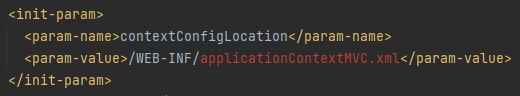 <init-param>
<param-name>contextConfigLocation</param-name>
<param-value>/WEB-INF/applicationContextMVC.xml</param-value>
</init-param>